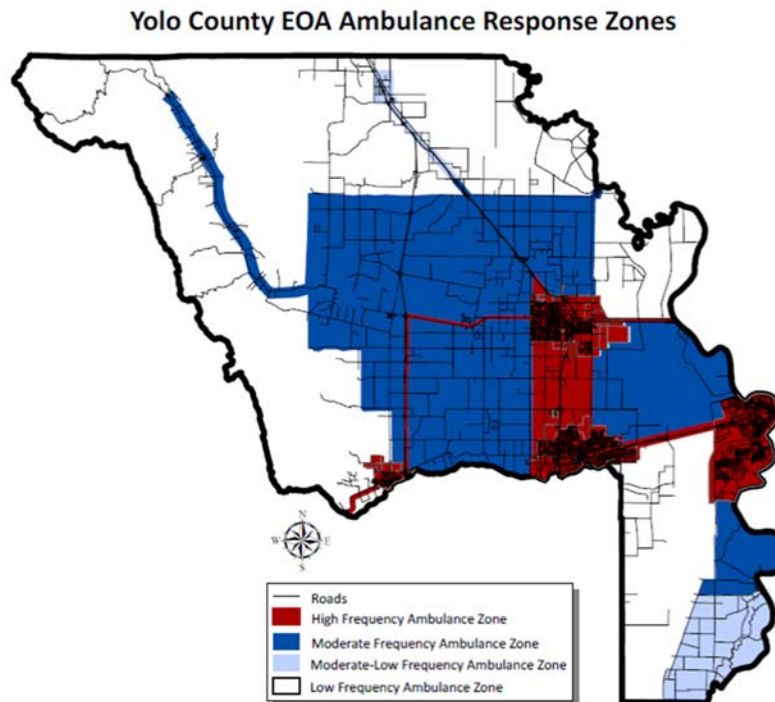 Yolo County EOA Ambulance Response Zones
N
W E
S
Roads
High Frequency Ambulance Zone
Moderate Frequency Ambulance Zone
Moderate-Low Frequency Ambulance Zone
Low Frequency Ambulance Zone